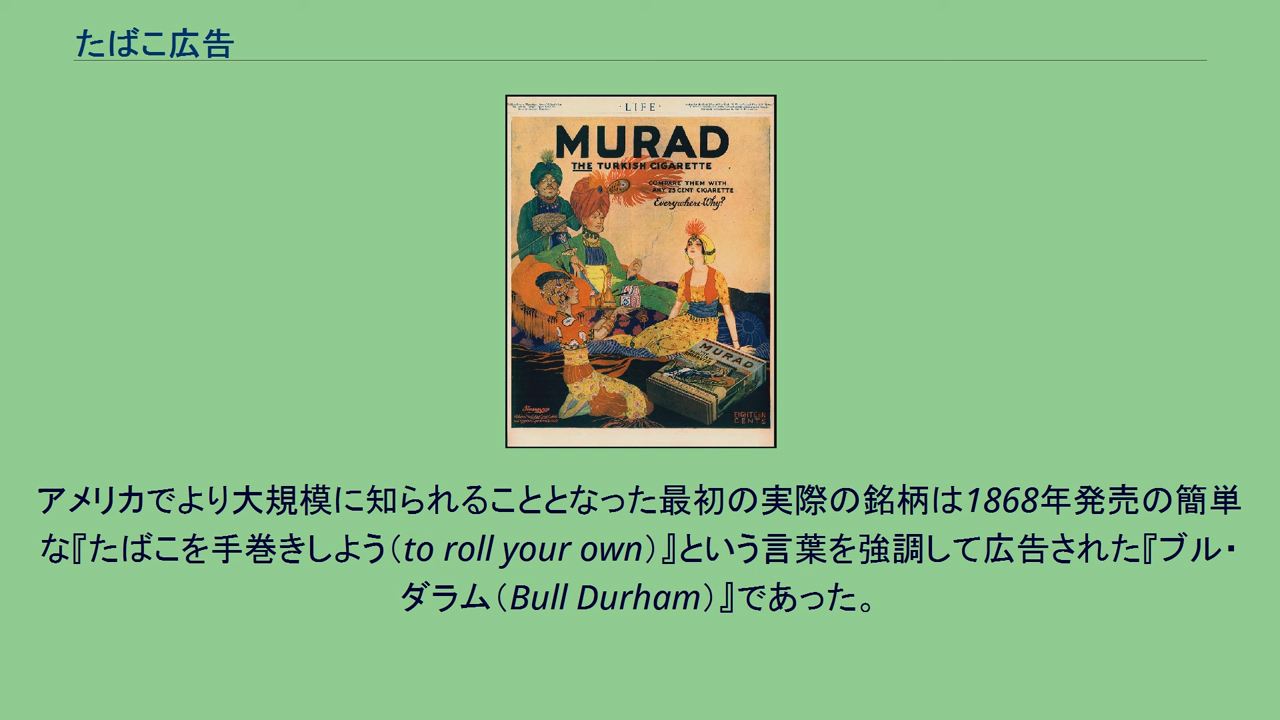 たばこ広告
LIFE
MURAD
THE TURKISH CIGARETTE
COMPARE THEM WITH
ANY 25 CENT CIGARETTE
Everywhere-Why?
MURAD
EIGHTEEN
CENTS
アメリカでより大規模に知られることとなった最初の実際の銘柄は1868年発売の簡単
な『たばこを手巻きしよう（to roll your own）』という言葉を強調して広告された『ブル・
ダラム（Bull Durham）』であった。